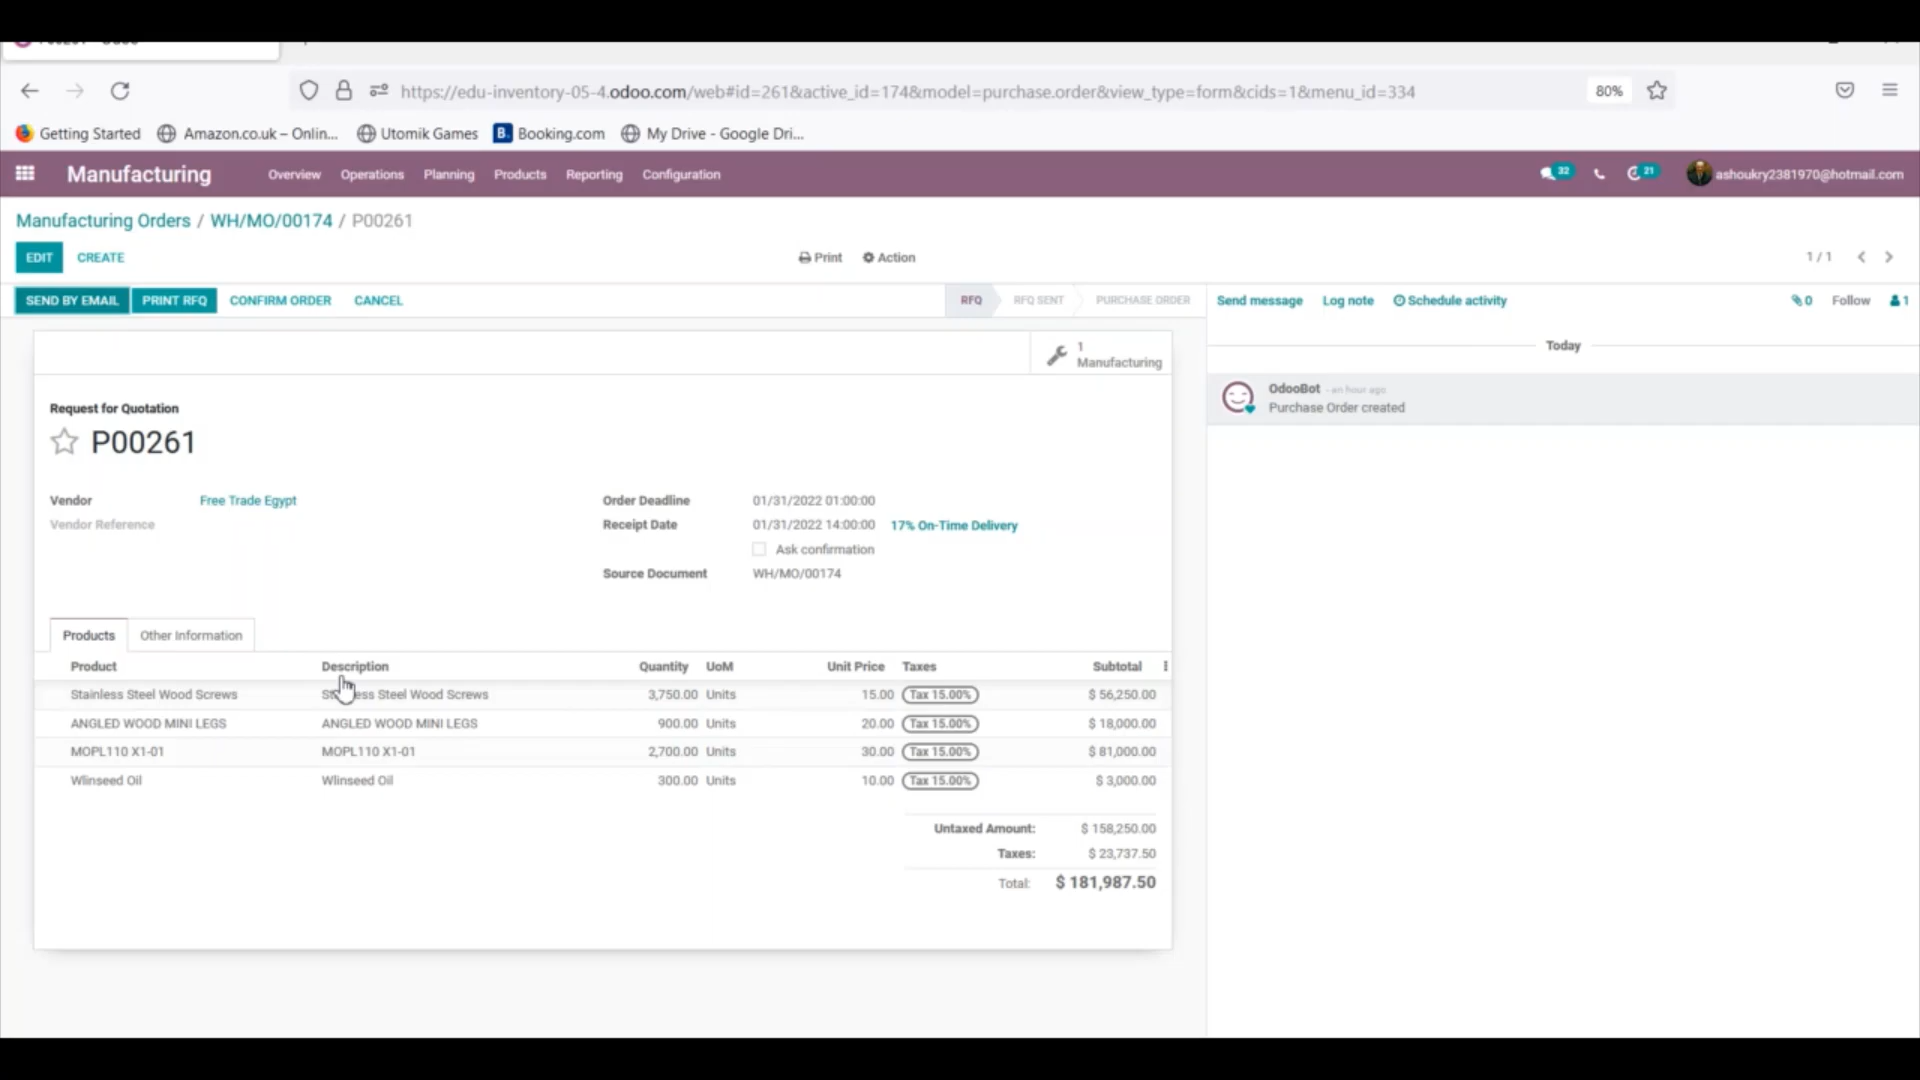 https://edu-inventory-05-4.odoo.com/web#id=261&active_id=174&model=purchase.order&view_type=form&cids=1&menu_id=334 80%
Getting Started Amazon.co.uk – Onlin... Utomik Games B. Booking.com My Drive - Google Dri...
Manufacturing Overview Operations Planning Products Reporting Configuration 32 21 ashoukry2381970@hotmail.com
Manufacturing Orders / WH/MO/00174 / P00261
EDIT CREATE Print Action 1 / 1
SEND BY EMAIL PRINT RFQ CONFIRM ORDER CANCEL RFQ RFQ SENT PURCHASE ORDER Send message Log note Schedule activity 0 Follow 1
1
Manufacturing
Today
OdooBot - an hour ago
Purchase Order created
Request for Quotation
P00261
Vendor Free Trade Egypt Order Deadline 01/31/2022 01:00:00
Vendor Reference Receipt Date 01/31/2022 14:00:00 17% On-Time Delivery
Ask confirmation
Source Document WH/MO/00174
Products Other Information
Product Description Quantity UoM Unit Price Taxes Subtotal
Stainless Steel Wood Screws Steel Wood Screws 3,750.00 Units 15.00 Tax 15.00% $ 56,250.00
ANGLED WOOD MINI LEGS ANGLED WOOD MINI LEGS 900.00 Units 20.00 Tax 15.00% $ 18,000.00
MOPL110 X1-01 MOPL110 X1-01 2,700.00 Units 30.00 Tax 15.00% $ 81,000.00
Wlinseed Oil Wlinseed Oil 300.00 Units 10.00 Tax 15.00% $ 3,000.00
Untaxed Amount: $ 158,250.00
Taxes: $ 23,737.50
Total: $ 181,987.50